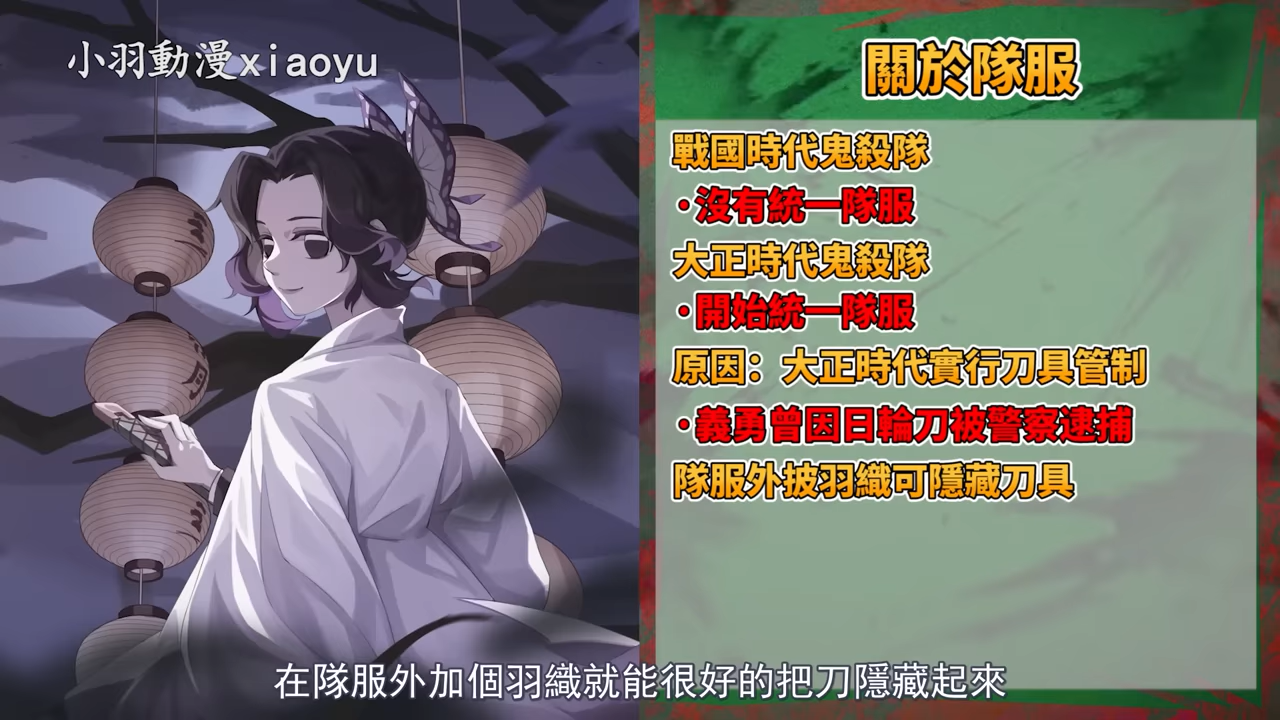 小羽動漫xiaoyu
關於隊服
戰國時代鬼殺隊
·沒有統一隊服
大正時代鬼殺隊
·開始統一隊服
原因：大正時代實行刀具管制
·義勇曾因日輪刀被警察逮捕
隊服外披羽織可隱藏刀具
在隊服外加個羽織就能很好的把刀隱藏起來